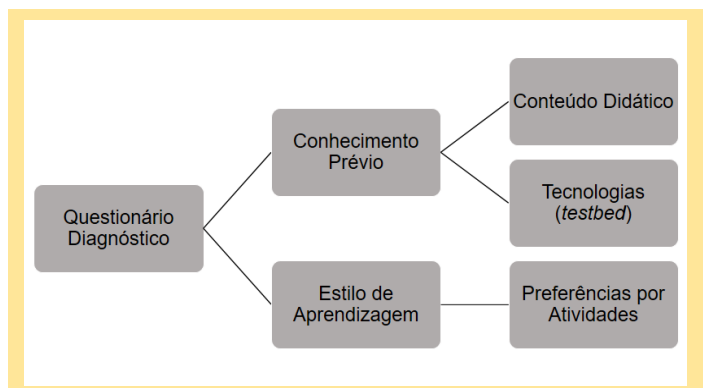 Questionário
Diagnóstico
Conhecimento
Prévio
Conteúdo Didático
Tecnologias
(testbed)
Estilo de
Aprendizagem
Preferências por
Atividades